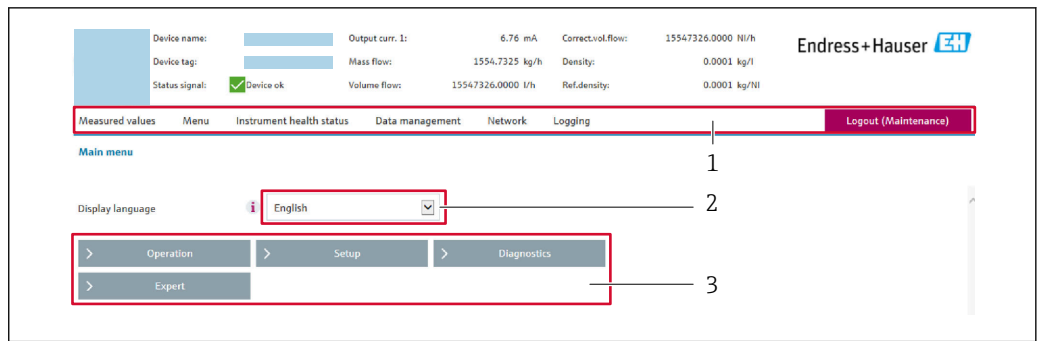 Device name: Output curr. 1: 6.76 mA Correct.vol.flow: 15547326.0000 Nl/h
Endress+Hauser EH
Device tag: Mass flow: 1554.7325 kg/h Density: 0.0001 kg/l
Status signal: Device ok Volume flow: 15547326.0000 l/h Ref.density: 0.0001 kg/Nl
Measured values Menu Instrument health status Data management Network Logging Logout (Maintenance)
1
Main menu
Display language i English 2
> Operation > Setup > Diagnostics
> Expert 3